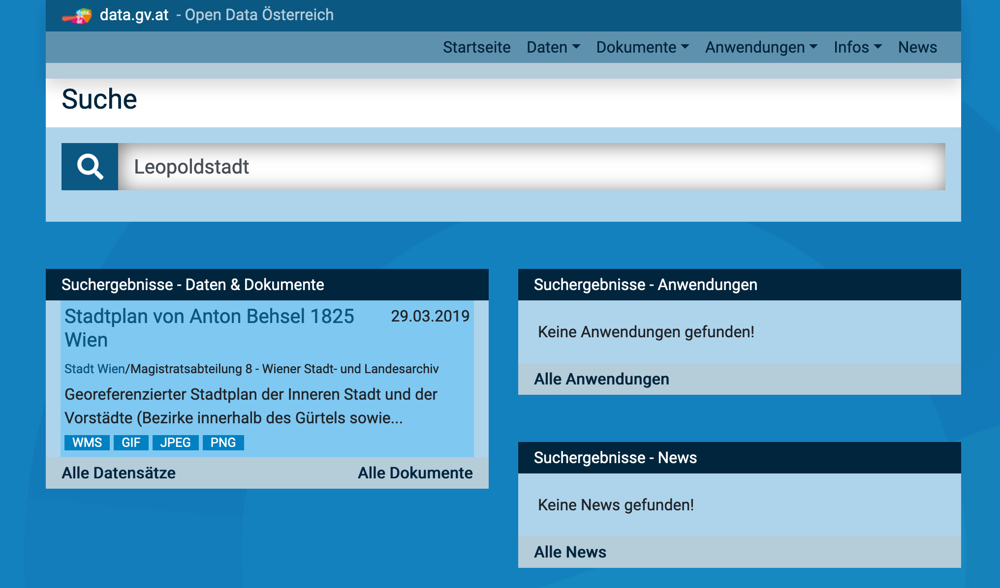 data.gv.at - Open Data Österreich
Startseite Daten Dokumente Anwendungen Infos News
Suche
Leopoldstadt
Suchergebnisse - Daten & Dokumente
Stadtplan von Anton Behsel 1825 29.03.2019
Wien
Stadt Wien/Magistratsabteilung 8 - Wiener Stadt- und Landesarchiv
Georeferenzierter Stadtplan der Inneren Stadt und der
Vorstädte (Bezirke innerhalb des Gürtels sowie...
WMS GIF JPEG PNG
Alle Datensätze Alle Dokumente
Suchergebnisse - Anwendungen
Keine Anwendungen gefunden!
Alle Anwendungen
Suchergebnisse - News
Keine News gefunden!
Alle News